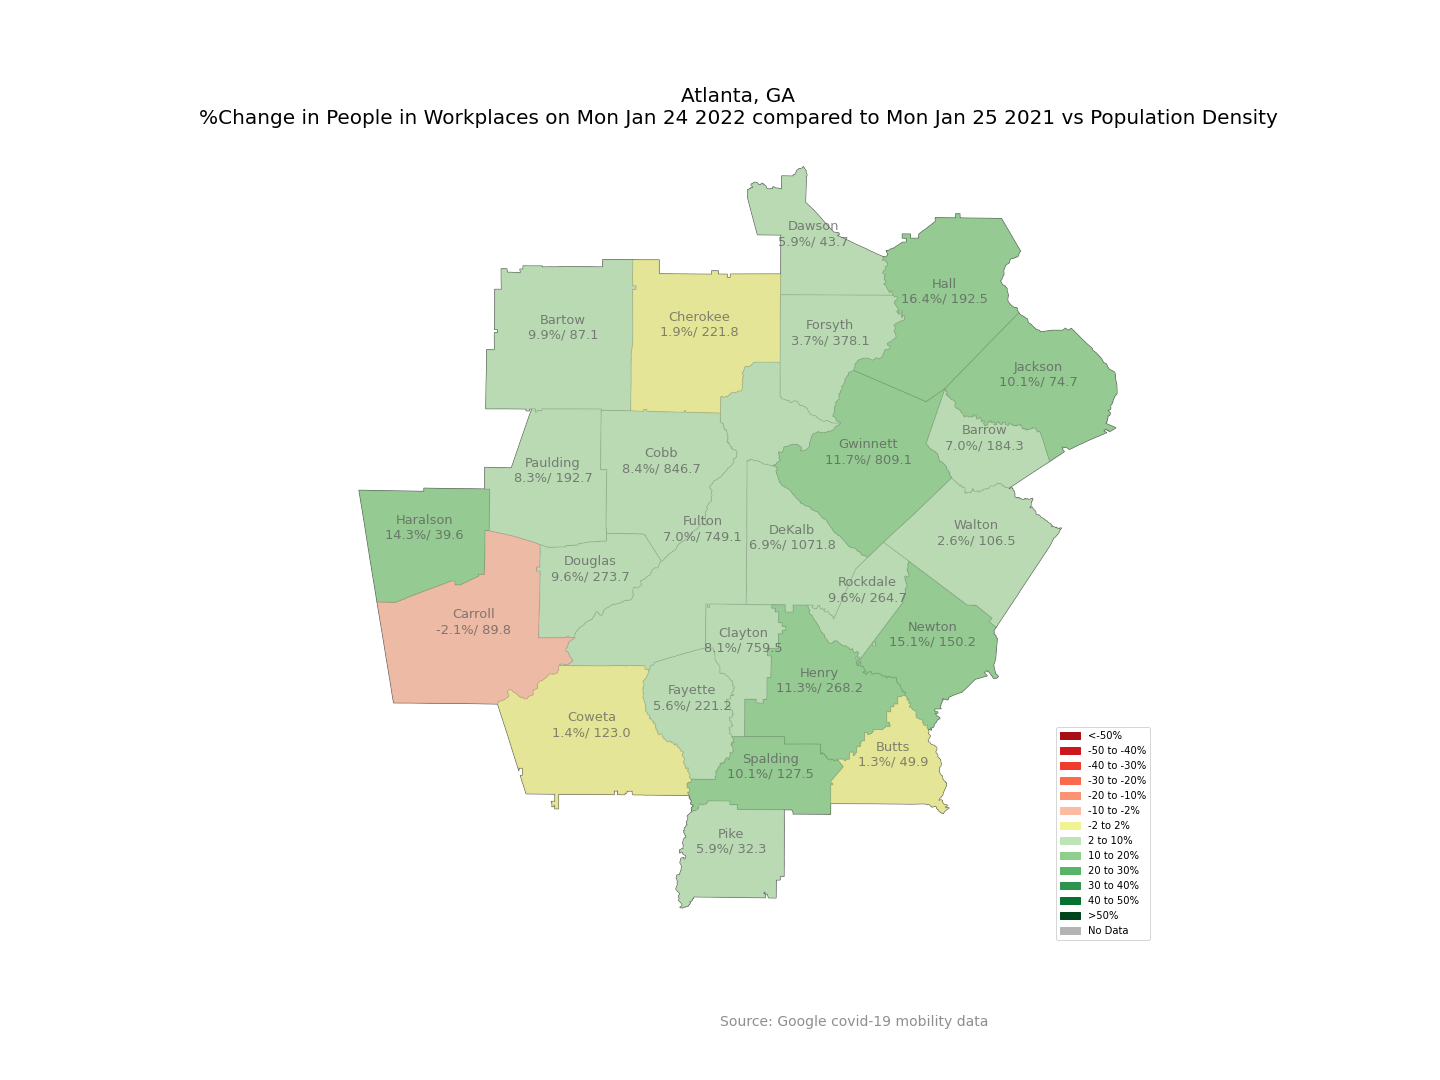 Atlanta, GA
%Change in People in Workplaces on Mon Jan 24 2022 compared to Mon Jan 25 2021 vs Population Density
Dawson
5.9%/ 43.7
Hall
16.4%/ 192.5
Bartow
9.9%/ 87.1
Cherokee
1.9%/ 221.8
Forsyth
3.7%/ 378.1
Jackson
10.1%/ 74.7
Barrow
7.0%/ 184.3
Gwinnett
11.7%/ 809.1
Cobb
8.4%/ 846.7
Paulding
8.3%/ 192.7
Haralson
14.3%/ 39.6
Fulton
7.0%/ 749.1
DeKalb
6.9%/ 1071.8
Walton
2.6%/ 106.5
Douglas
9.6%/ 273.7
Rockdale
9.6%/ 264.7
Carroll
-2.1%/ 89.8
Clayton
8.1%/ 759.5
Newton
15.1%/ 150.2
Henry
11.3%/ 268.2
Fayette
5.6%/ 221.2
Coweta
1.4%/ 123.0
Butts
1.3%/ 49.9
Spalding
10.1%/ 127.5
Pike
5.9%/ 32.3
<-50%
-50 to -40%
-40 to -30%
-30 to -20%
-20 to -10%
-10 to -2%
-2 to 2%
2 to 10%
10 to 20%
20 to 30%
30 to 40%
40 to 50%
>50%
No Data
Source: Google covid-19 mobility data